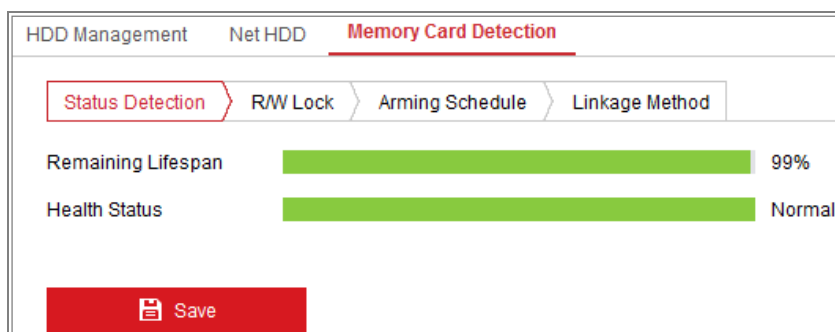 HDD Management Net HDD Memory Card Detection
Status Detection R/W Lock Arming Schedule Linkage Method
Remaining Lifespan 99%
Health Status Normal
Save